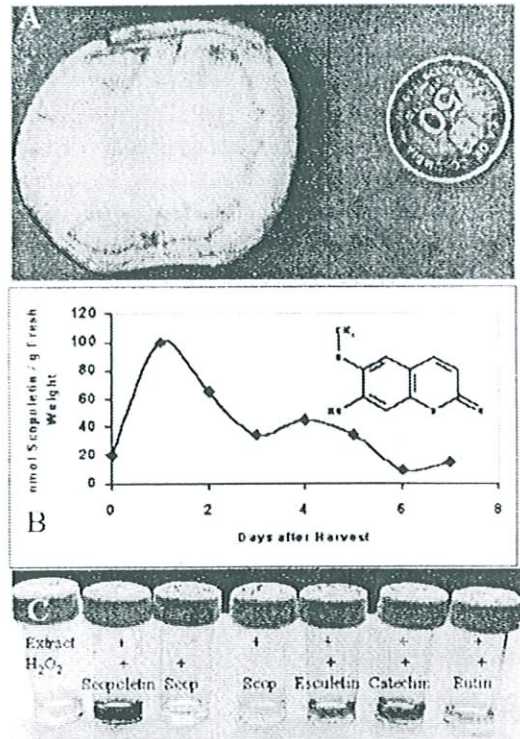 A
nmol Scopoletin / g Fresh
Weight
120
100
80
60
40
20
0
0 2 4 6 8
Days after Harvest
B
C
Extract + + + + +
H₂O₂ + + + + +
Scopoletin Scop Scop Esculetin Catechin Rutin